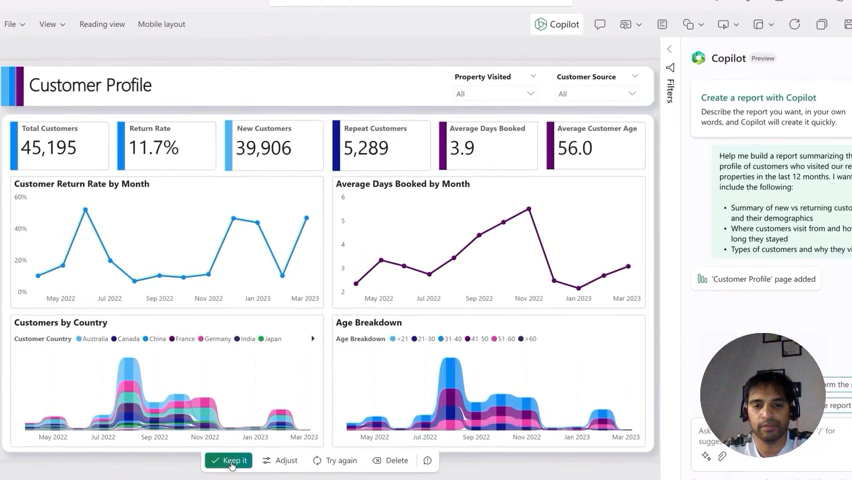 File
View
Reading view
Mobile layout
Copilot
Customer Profile
Property Visited
All
Customer Source
All
Total Customers
45,195
Return Rate
11.7%
New Customers
39,906
Repeat Customers
5,289
Average Days Booked
3.9
Average Customer Age
56.0
Customer Return Rate by Month
60%
40%
20%
0%
May 2022 Jul 2022 Sep 2022 Nov 2022 Jan 2023 Mar 2023
Average Days Booked by Month
6
5
4
3
2
May 2022 Jul 2022 Sep 2022 Nov 2022 Jan 2023 Mar 2023
Customers by Country
Customer Country Australia Canada China France Germany India Japan
May 2022 Jul 2022 Sep 2022 Nov 2022 Jan 2023 Mar 2023
Age Breakdown
Age Breakdown <21 21-30 31-40 41-50 51-60 >60
May 2022 Jul 2022 Sep 2022 Nov 2022 Jan 2023 Mar 2023
Keep it
Adjust
Try again
Delete
Filters
Copilot Preview
Create a report with Copilot
Describe the report you want, in your own
words, and Copilot will create it quickly.
Help me build a report summarizing th
profile of customers who visited our re
properties in the last 12 months. I want
include the following:
• Summary of new vs returning custo
and their demographics
• Where customers visit from and ho
long they stayed
• Types of customers and why they vi
'Customer Profile' page added
orm the
e report
Ask
"/" for
sugge